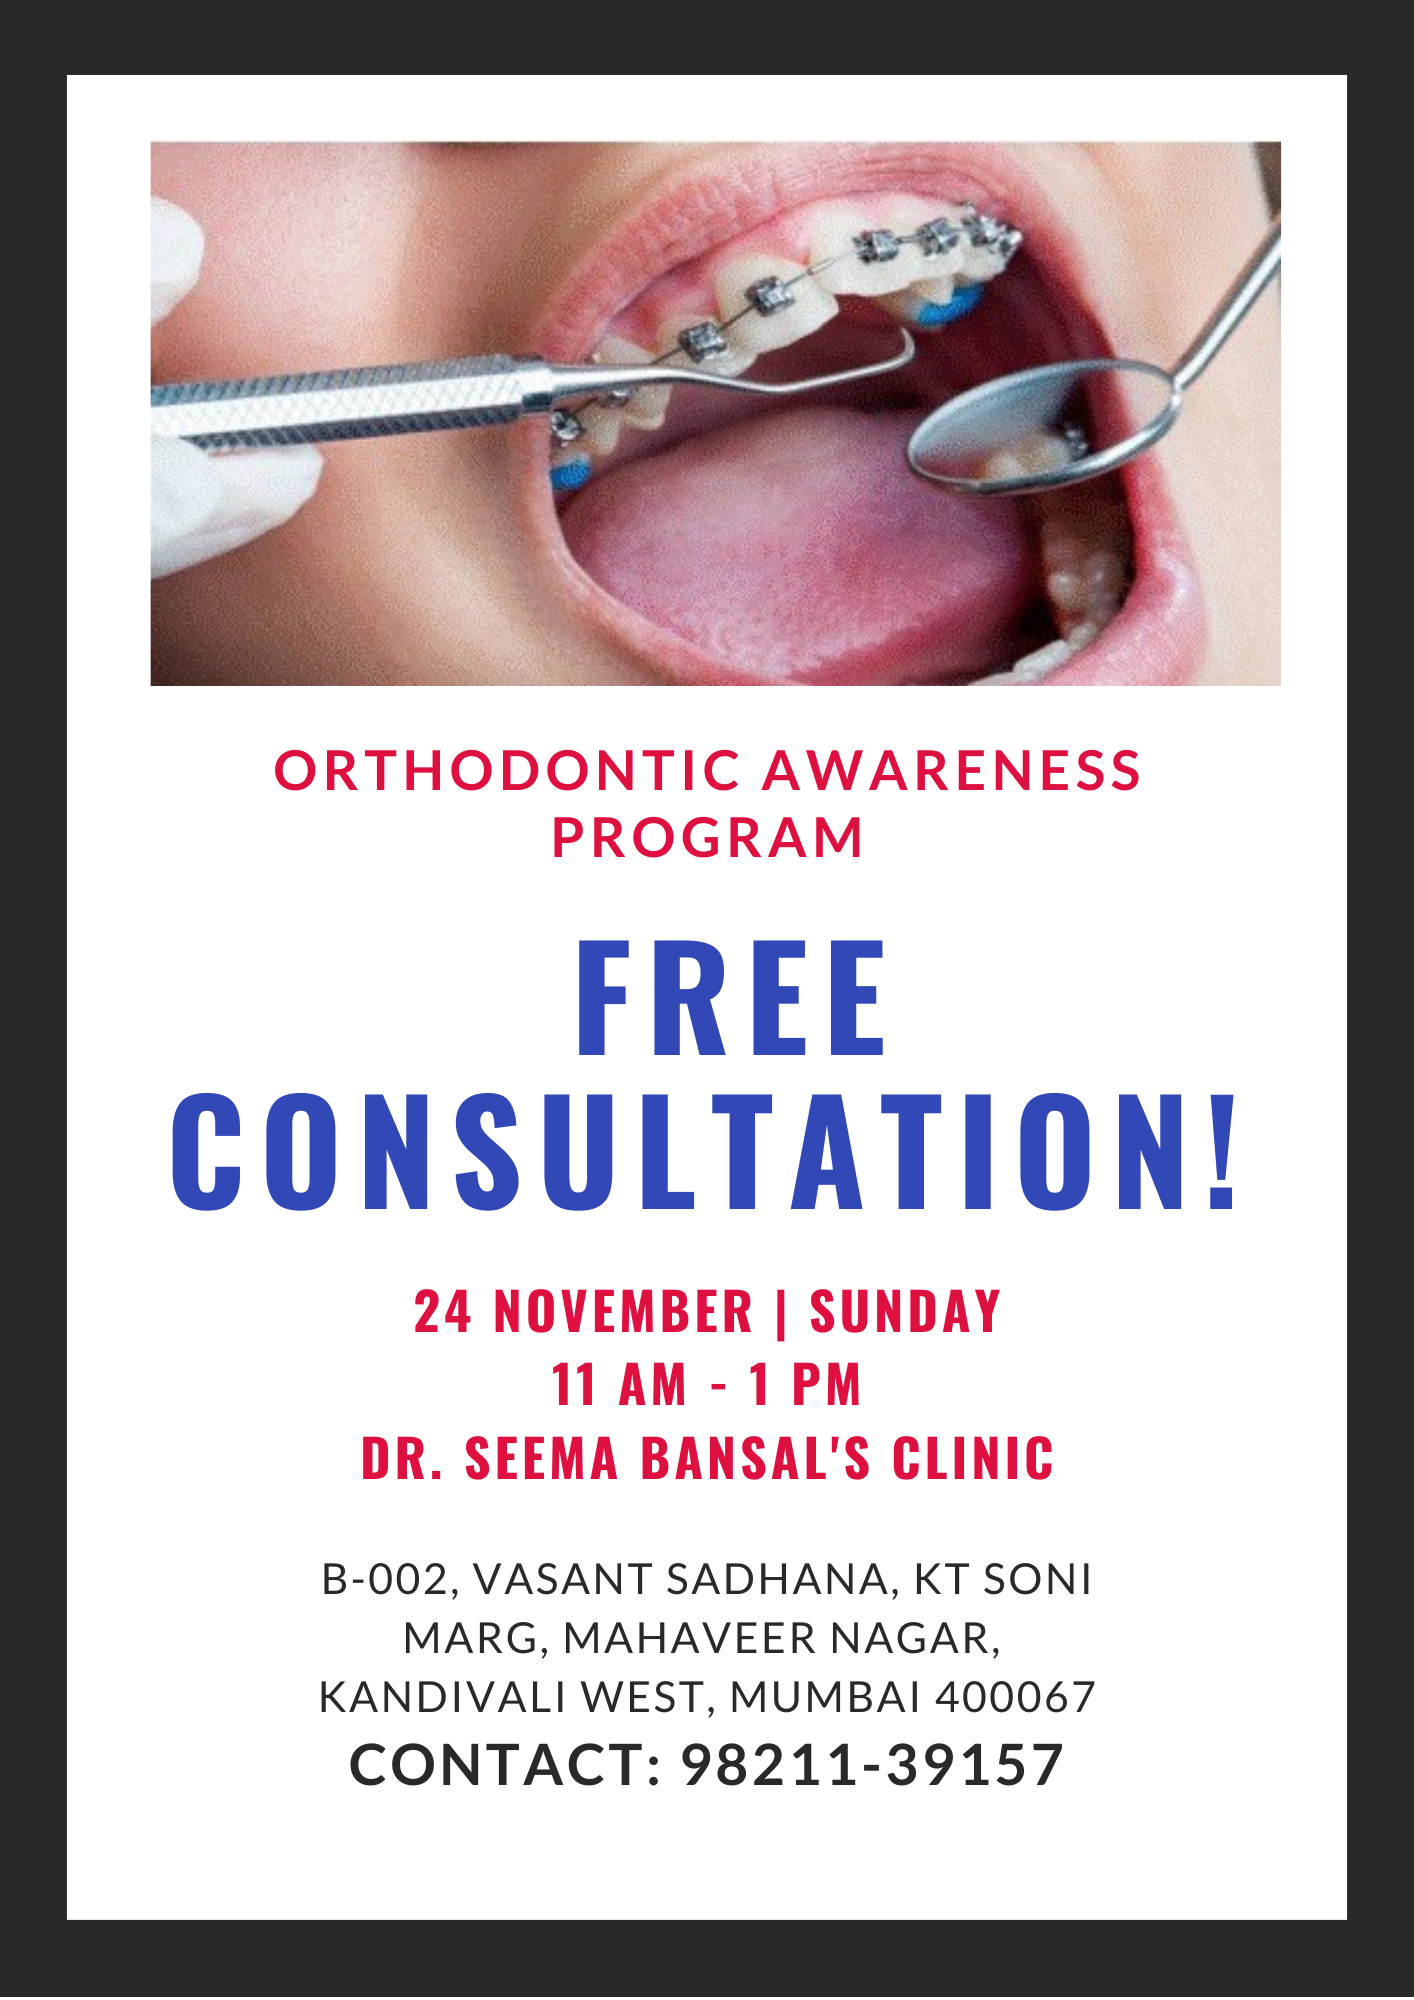 ORTHODONTIC AWARENESS
PROGRAM
FREE
CONSULTATION!
24 NOVEMBER | SUNDAY
11 AM - 1 PM
DR. SEEMA BANSAL'S CLINIC
B-002, VASANT SADHANA, KT SONI
MARG, MAHAVEER NAGAR,
KANDIVALI WEST, MUMBAI 400067
CONTACT: 98211-39157